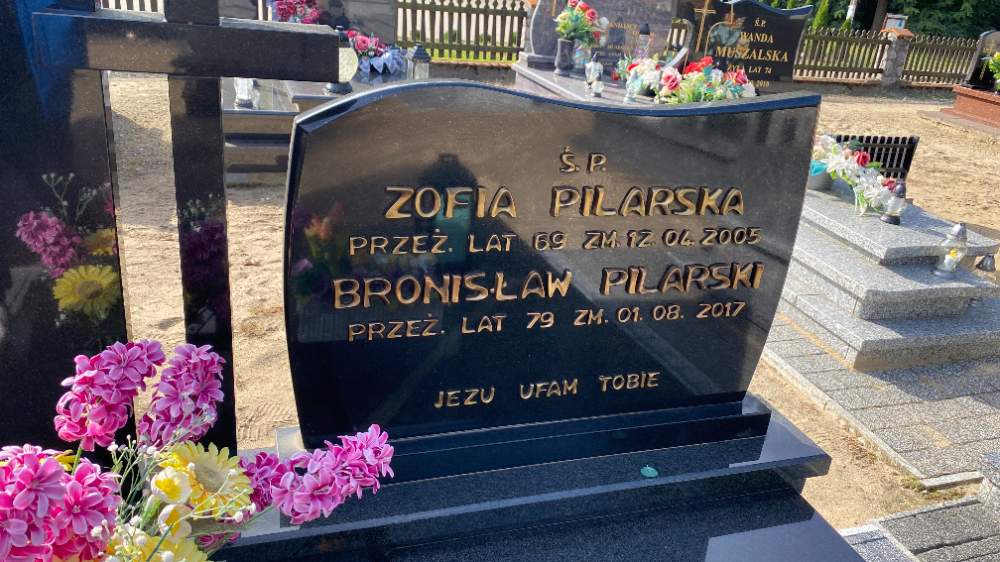 Ś.P.
WANDA
MUSZALSKA
Ś.P.
ZOFIA PILARSKA
PRZEŻ. LAT 69 ZM. 12. 04. 2005
BRONISŁAW PILARSKI
PRZEŻ. LAT 79 ZM. 01. 08. 2017
JEZU UFAM TOBIE